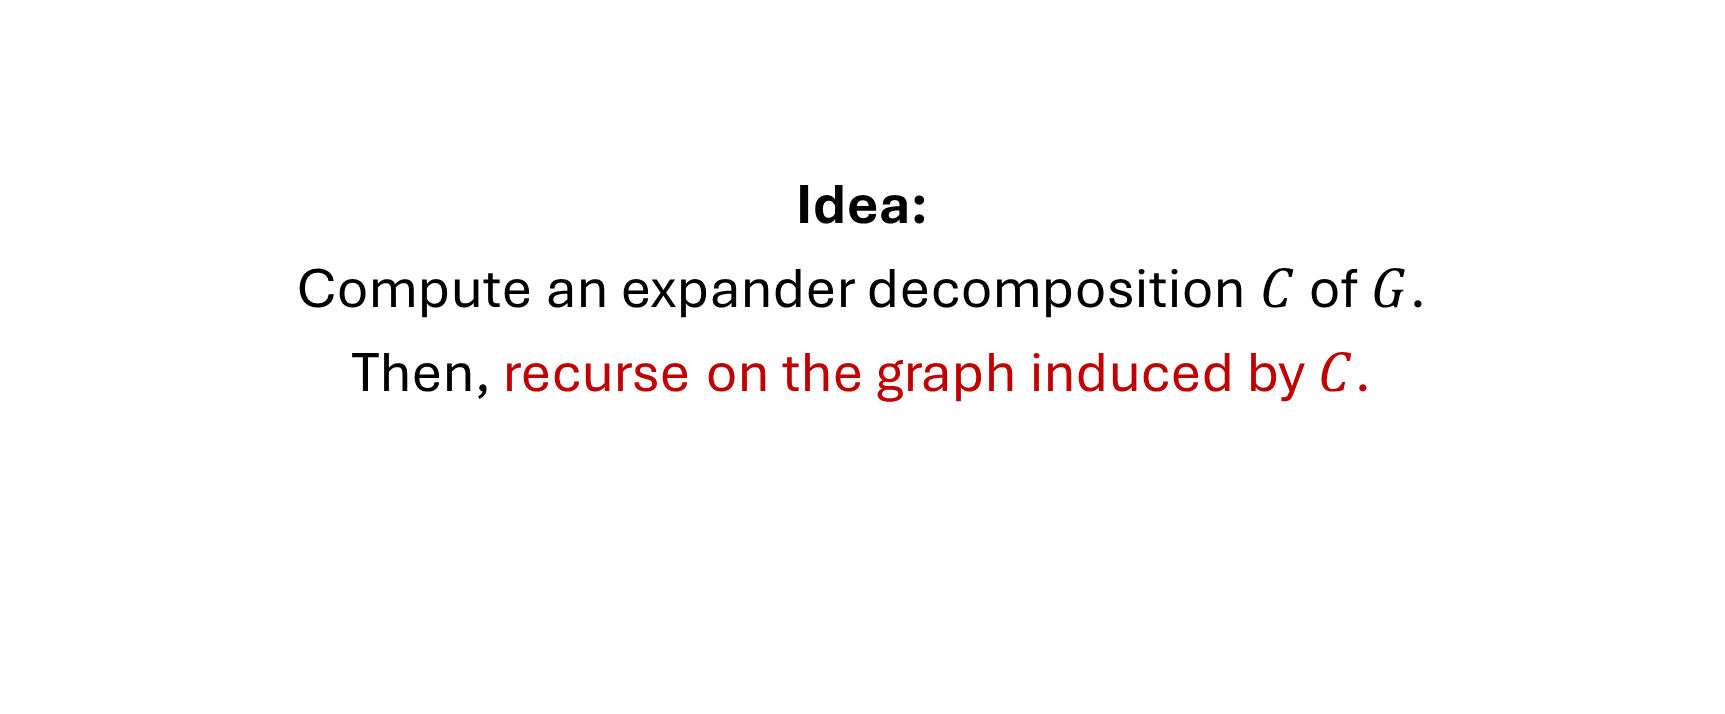 Idea:
Compute an expander decomposition 𝐶 of 𝐺.
Then, recurse on the graph induced by 𝐶.